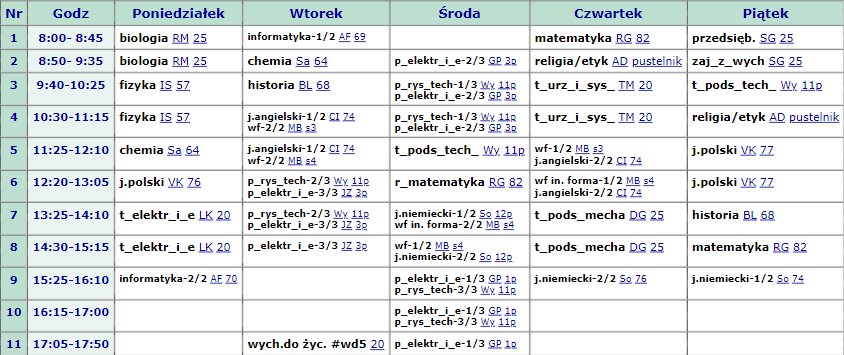 Nr Godz Poniedziałek Wtorek Środa Czwartek Piątek
1 8:00- 8:45 biologia RM 25 informatyka-1/2 AF 69 matematyka RG 82 przedsięb. SG 25
2 8:50- 9:35 biologia RM 25 chemia Sa 64 p_elektr_i_e-2/3 GP 3p religia/etyk AD pustelnik zaj_z_wych SG 25
3 9:40-10:25 fizyka IS 57 historia BL 68 p_rys_tech-1/3 Wy 11p t_urz_i_sys_ TM 20 t_pods_tech_ Wy 11p
p_elektr_i_e-2/3 GP 3p
4 10:30-11:15 fizyka IS 57 j.angielski-1/2 CI 74 p_rys_tech-1/3 Wy 11p t_urz_i_sys_ TM 20 religia/etyk AD pustelnik
wf-2/2 MB s3 p_elektr_i_e-2/3 GP 3p
5 11:25-12:10 chemia Sa 64 j.angielski-1/2 CI 74 t_pods_tech_ Wy 11p wf-1/2 MB s3 j.polski VK 77
wf-2/2 MB s4 j.angielski-2/2 CI 74
6 12:20-13:05 j.polski VK 76 p_rys_tech-2/3 Wy 11p r_matematyka RG 82 wf in. forma-1/2 MB s4 j.polski VK 77
p_elektr_i_e-3/3 JZ 3p j.angielski-2/2 CI 74
7 13:25-14:10 t_elektr_i_e LK 20 p_rys_tech-2/3 Wy 11p j.niemiecki-1/2 So 12p t_pods_mecha DG 25 historia BL 68
p_elektr_i_e-3/3 JZ 3p wf in. forma-2/2 MB s4
8 14:30-15:15 t_elektr_i_e LK 20 p_elektr_i_e-3/3 JZ 3p wf-1/2 MB s4 t_pods_mecha DG 25 matematyka RG 82
j.niemiecki-2/2 So 12p
9 15:25-16:10 informatyka-2/2 AF 70 p_elektr_i_e-1/3 GP 1p j.niemiecki-2/2 So 76 j.niemiecki-1/2 So 74
p_rys_tech-3/3 Wy 11p
10 16:15-17:00 p_elektr_i_e-1/3 GP 1p
p_rys_tech-3/3 Wy 11p
11 17:05-17:50 wych.do życ. #wd5 20 p_elektr_i_e-1/3 GP 1p